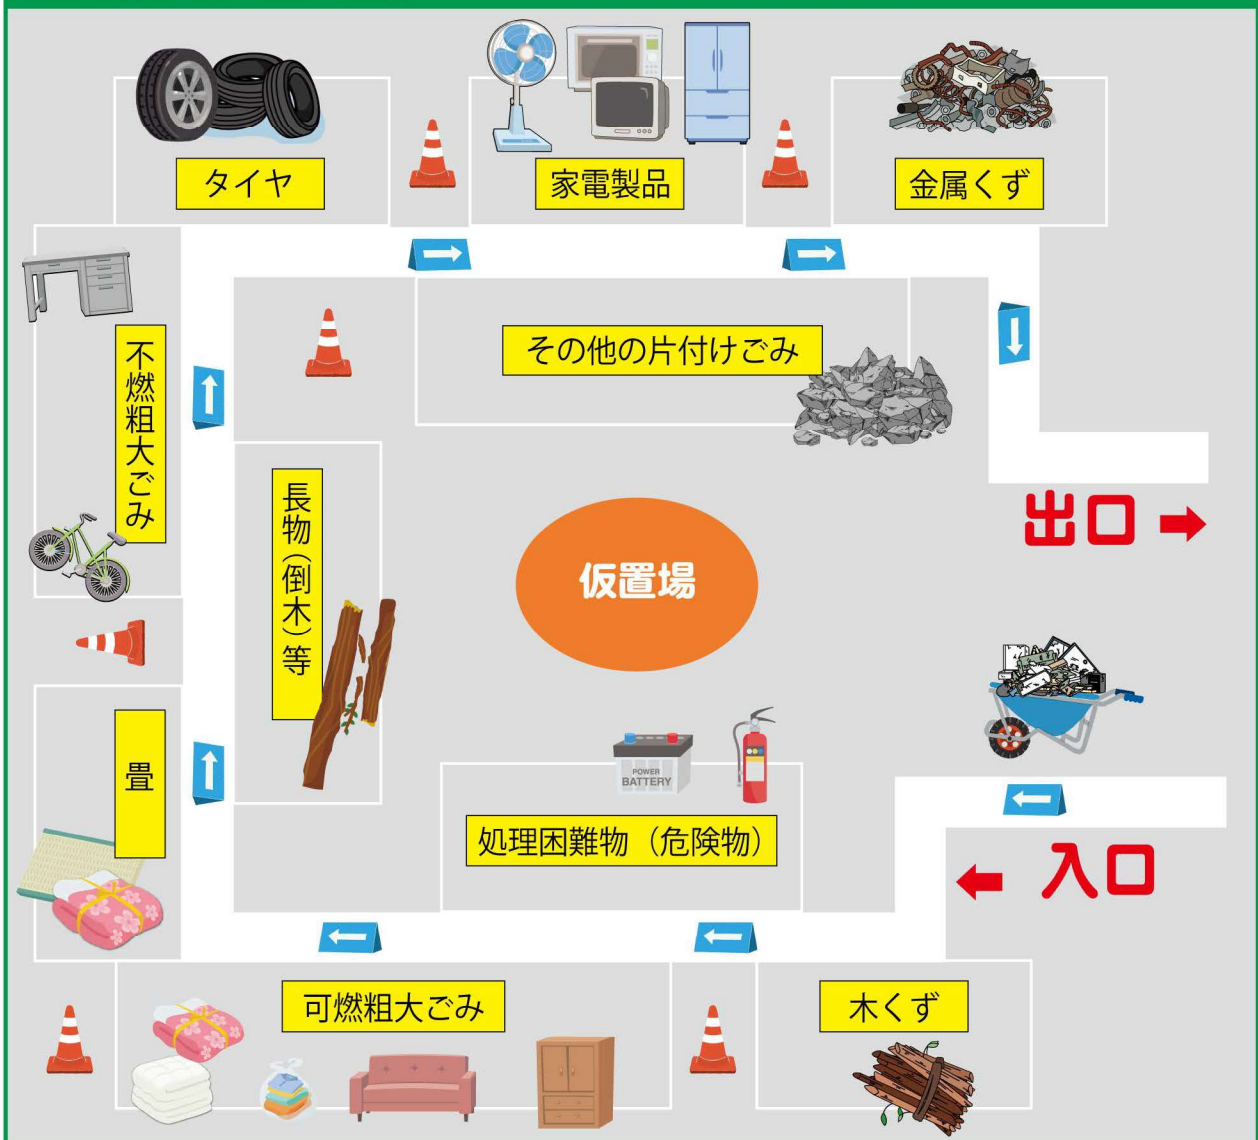 タイヤ
家電製品
金属くず
不燃粗大ごみ
その他の片付けごみ
長物(倒木)等
仮置場
出口
畳
POWER
BATTERY
処理困難物（危険物）
入口
可燃粗大ごみ
木くず